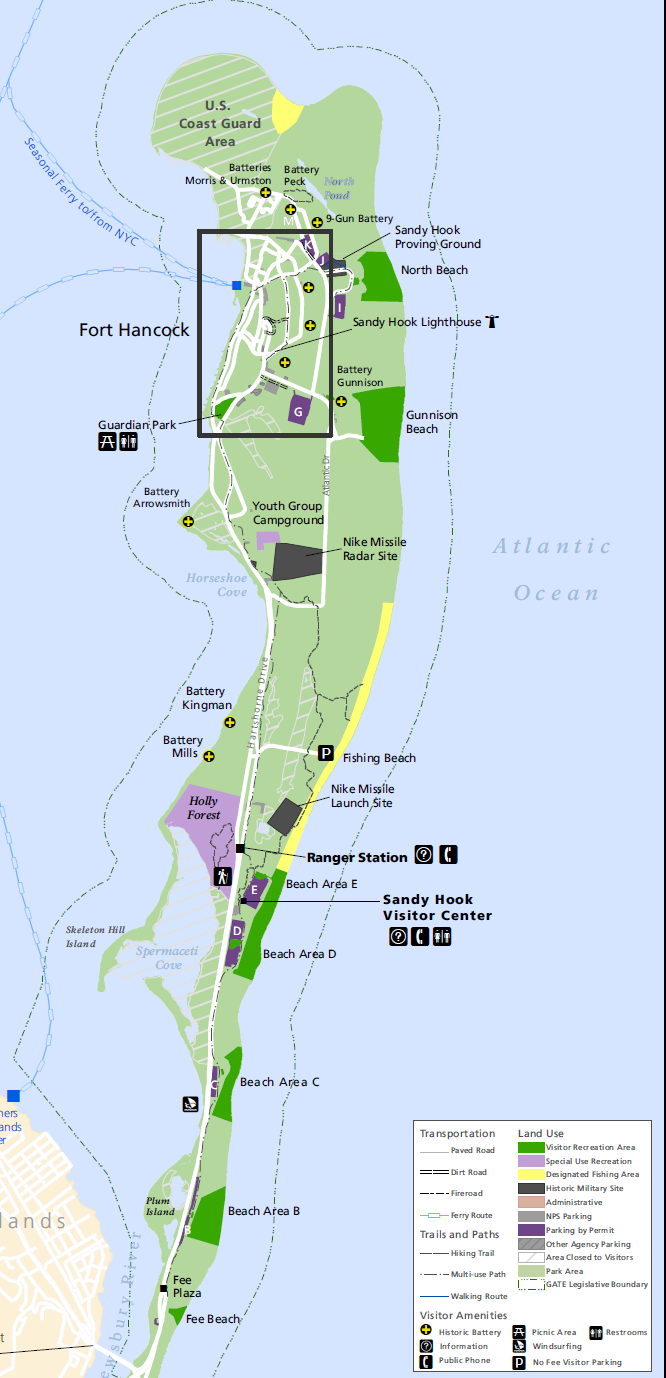 U.S.
Coast Guard
Area
Seasonal Ferry to/from NYC
Batteries
Morris & Urmston
Battery
Peck
North
Pond
M
9-Gun Battery
K
J
Sandy Hook
Proving Ground
North Beach
I
Fort Hancock
Sandy Hook Lighthouse
Battery
Gunnison
G
Gunnison
Beach
Guardian Park
Atlantic Dr
Battery
Arrowsmith
Youth Group
Campground
Nike Missile
Radar Site
Atlantic
Ocean
Horseshoe
Cove
Hartshorne Drive
Battery
Kingman
Battery
Mills
P
Fishing Beach
Nike Missile
Launch Site
Holly
Forest
Ranger Station
Beach Area E
E
Sandy Hook
Visitor Center
D
Skeleton Hill
Island
Spermaceti
Cove
Beach Area D
C
Beach Area C
Plum
Island
B
Beach Area B
lands
Fee
Plaza
Fee Beach
Transportation
Paved Road
Dirt Road
Fireroad
Ferry Route
Trails and Paths
Hiking Trail
Multi-use Path
Walking Route
Land Use
Visitor Recreation Area
Special Use Recreation
Designated Fishing Area
Historic Military Site
Administrative
NPS Parking
Parking by Permit
Other Agency Parking
Area Closed to Visitors
Park Area
GATE Legislative Boundary
Visitor Amenities
Historic Battery
Picnic Area
Restrooms
Information
Windsurfing
Public Phone
P No Fee Visitor Parking